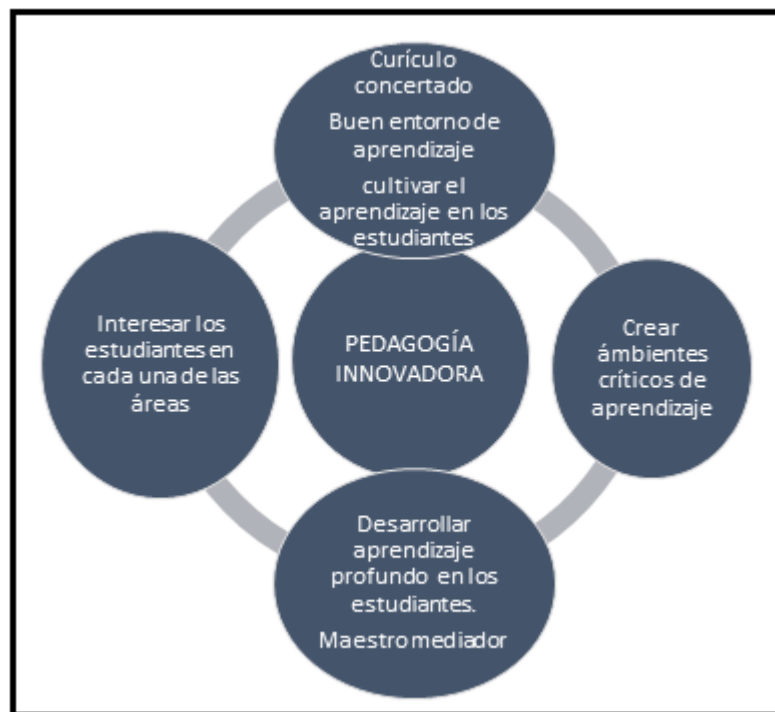 Curículo
concertado
Buen entorno de
aprendizaje
cultivar el
aprendizaje en los
estudiantes
Interesar los
estudiantes en
cada una de las
áreas
PEDAGOGÍA
INNOVADORA
Crear
ámbientes
críticos de
aprendizaje
Desarrollar
aprendizaje
profundo en los
estudiantes.
Maestro mediador